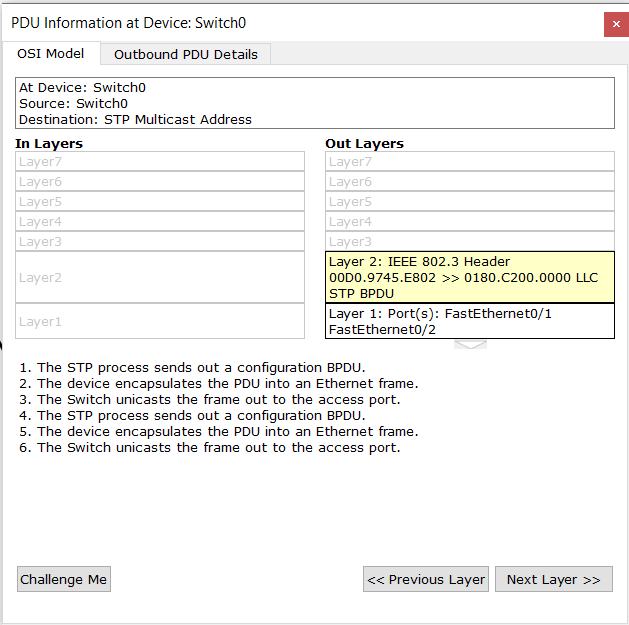 PDU Information at Device: Switch0
×
OSI Model
Outbound PDU Details
At Device: Switch0
Source: Switch0
Destination: STP Multicast Address
In Layers
Layer7
Layer6
Layer5
Layer4
Layer3
Layer2
Layer1
Out Layers
Layer7
Layer6
Layer5
Layer4
Layer3
Layer 2: IEEE 802.3 Header
00D0.9745.E802 >> 0180.C200.0000 LLC
STP BPDU
Layer 1: Port(s): FastEthernet0/1
FastEthernet0/2
1. The STP process sends out a configuration BPDU.
2. The device encapsulates the PDU into an Ethernet frame.
3. The Switch unicasts the frame out to the access port.
4. The STP process sends out a configuration BPDU.
5. The device encapsulates the PDU into an Ethernet frame.
6. The Switch unicasts the frame out to the access port.
Challenge Me
<< Previous Layer
Next Layer >>